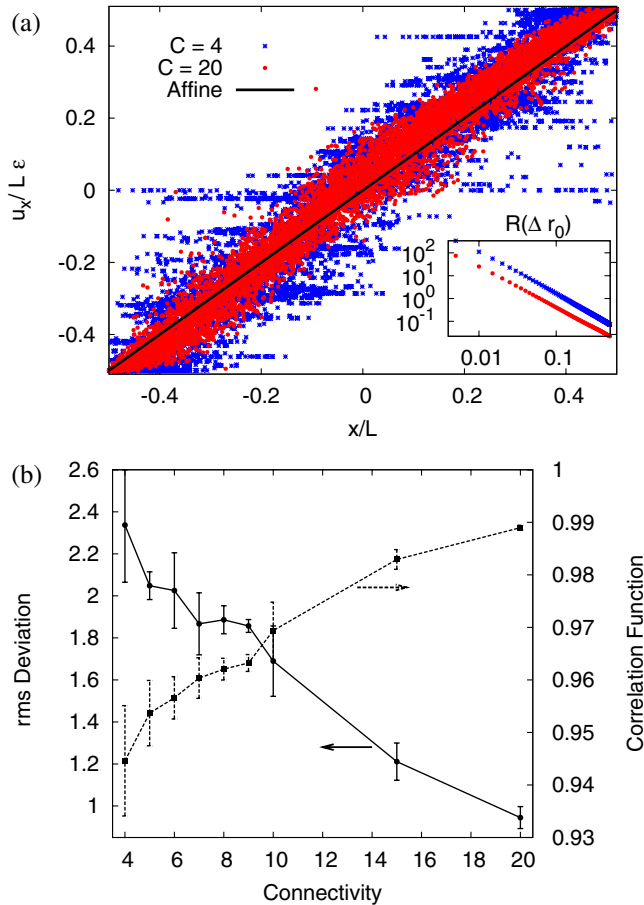 (a)
C = 4
C = 20
Affine
u_x / L ε
0.4
0.2
0
-0.2
-0.4
R(Δ r_0)
10^2
10^1
10^0
10^-1
0.01 0.1
-0.4 -0.2 0 0.2 0.4
x/L
(b)
rms Deviation
2.6
2.4
2.2
2
1.8
1.6
1.4
1.2
1
Correlation Function
1
0.99
0.98
0.97
0.96
0.95
0.94
0.93
4 6 8 10 12 14 16 18 20
Connectivity